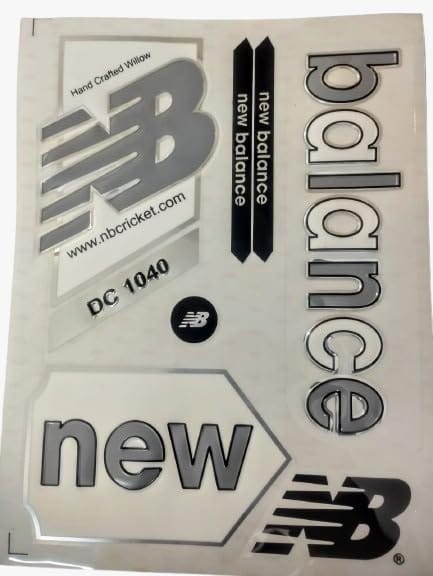 Hand Crafted Willow
NB
www.nbcricket.com
DC 1040
new balance
new balance
balance
NB
new
NB
®